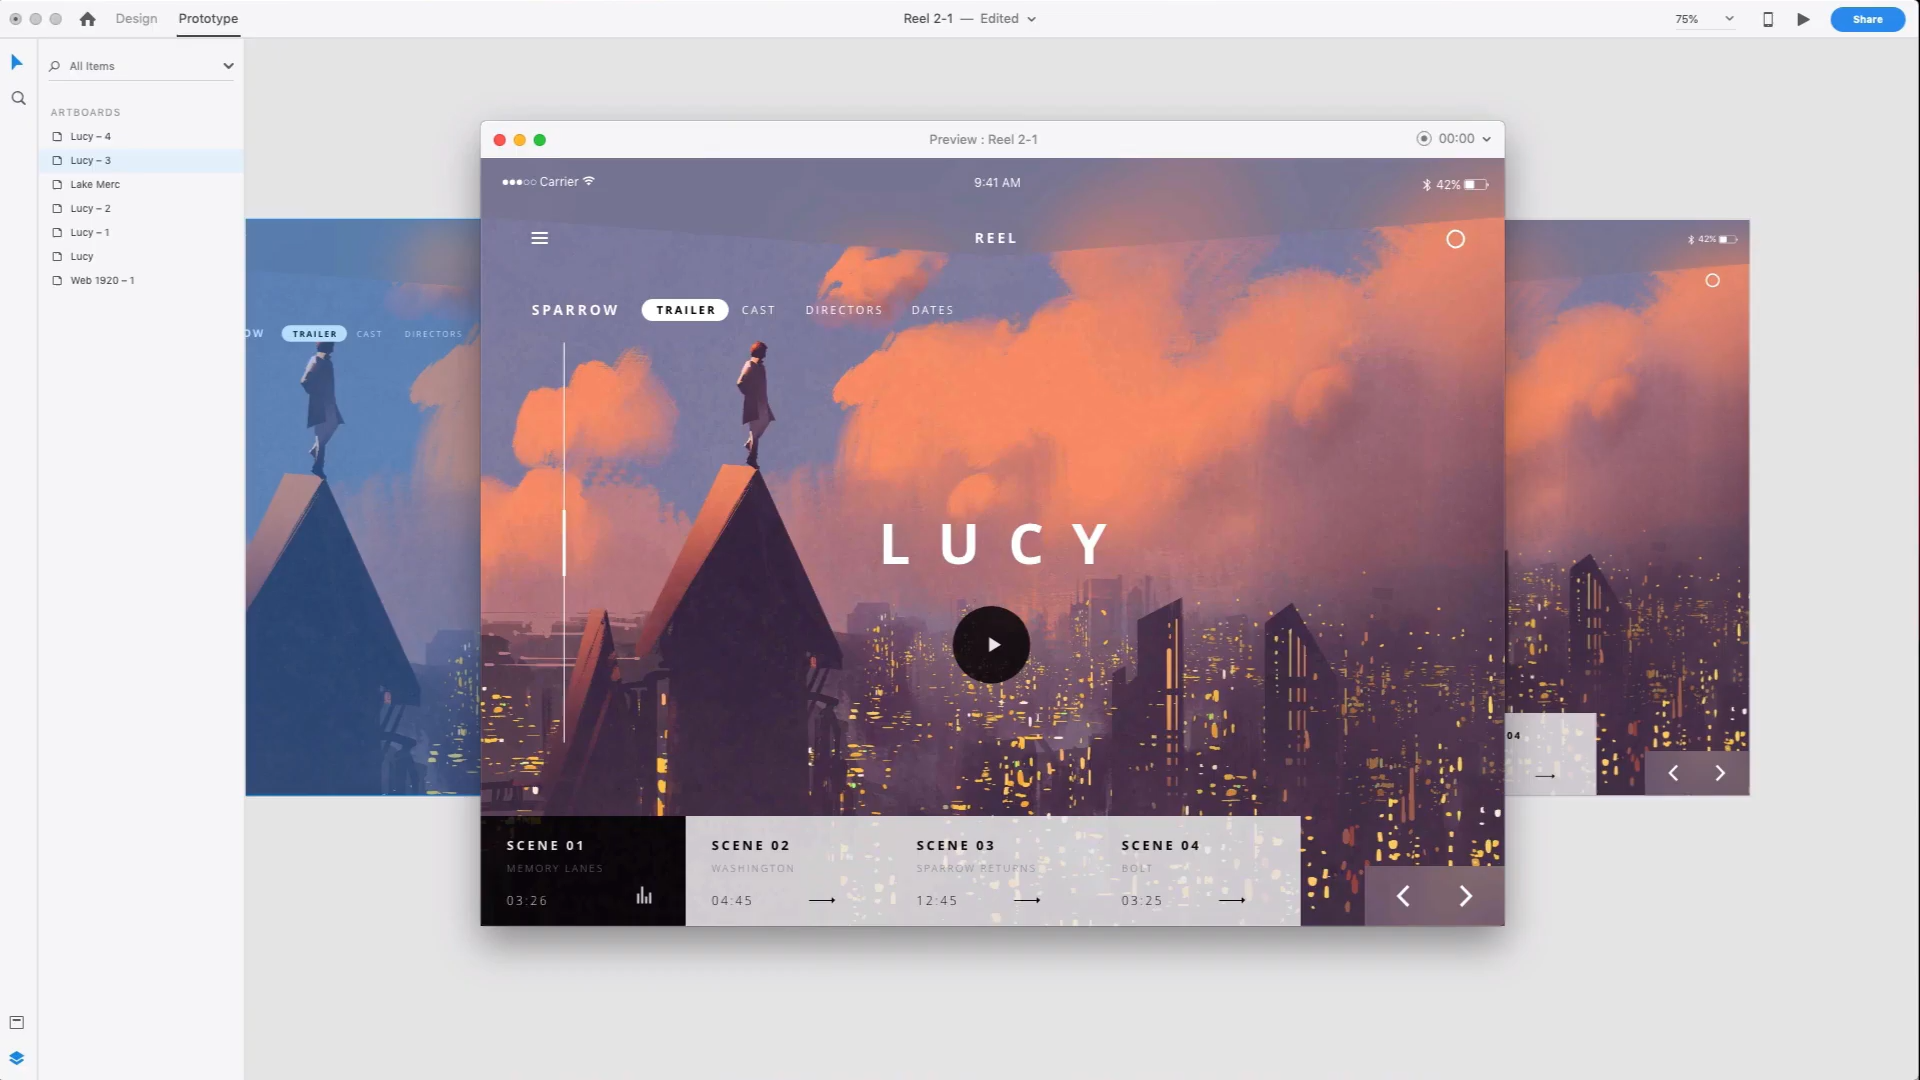 Design Prototype Reel 2-1 — Edited 75% Share
All Items
ARTBOARDS
Lucy – 4
Lucy – 3
Lake Merc
Lucy – 2
Lucy – 1
Lucy
Web 1920 – 1
Preview : Reel 2-1 00:00
Carrier 9:41 AM 42%
REEL
SPARROW TRAILER CAST DIRECTORS DATES
LUCY
SCENE 01
MEMORY LANES
03:26
SCENE 02
WASHINGTON
04:45
SCENE 03
SPARROW RETURNS
12:45
SCENE 04
BOLT
03:25
OW TRAILER CAST DIRECTORS
42%
04